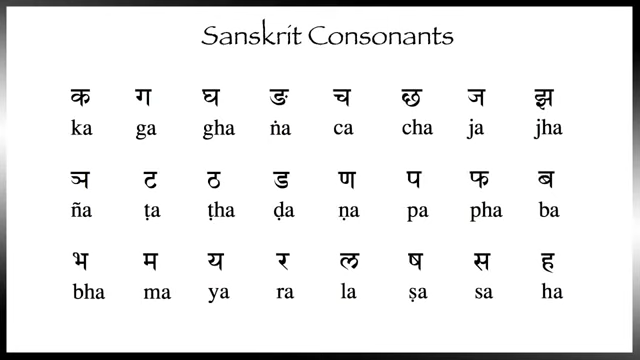 Sanskrit Consonants
क ग घ ङ च छ ज झ
ka ga gha ṅa ca cha ja jha
ञ ट ठ ड ण प फ ब
ña ṭa ṭha ḍa ṇa pa pha ba
भ म य र ल ष स ह
bha ma ya ra la ṣa sa ha